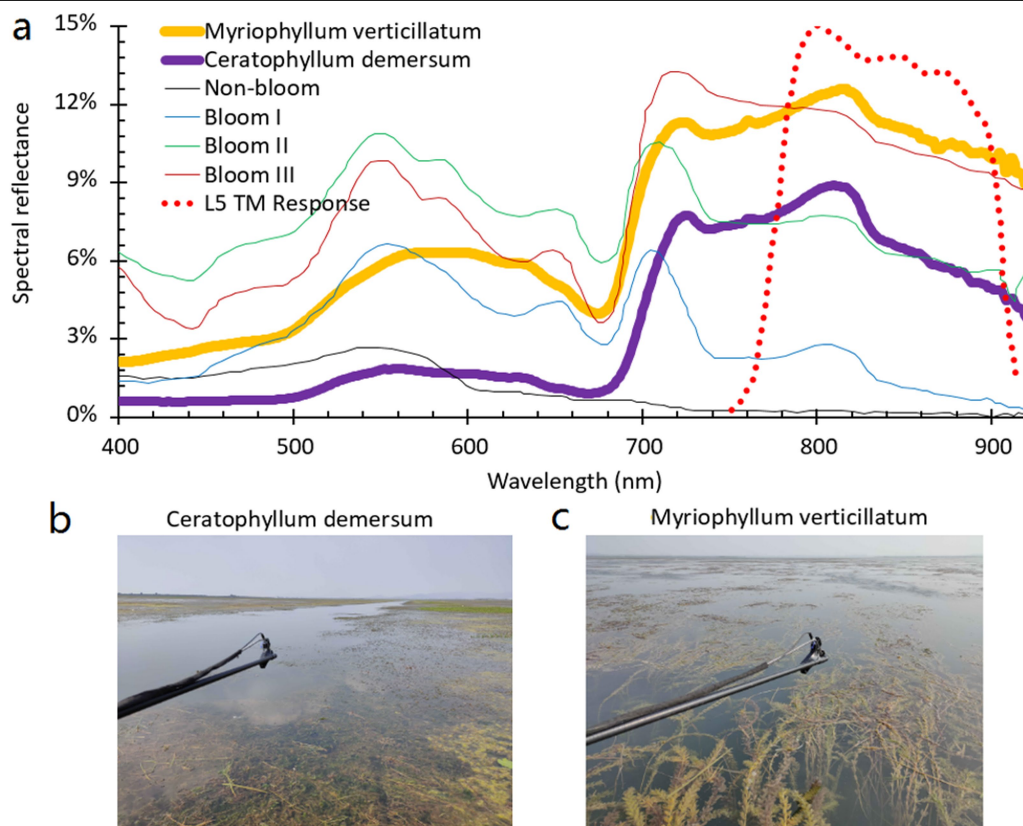 a
15%
12%
9%
6%
3%
0%
Spectral reflectance
Myriophyllum verticillatum
Ceratophyllum demersum
Non-bloom
Bloom I
Bloom II
Bloom III
L5 TM Response
400 500 600 700 800 900
Wavelength (nm)
b Ceratophyllum demersum
c Myriophyllum verticillatum